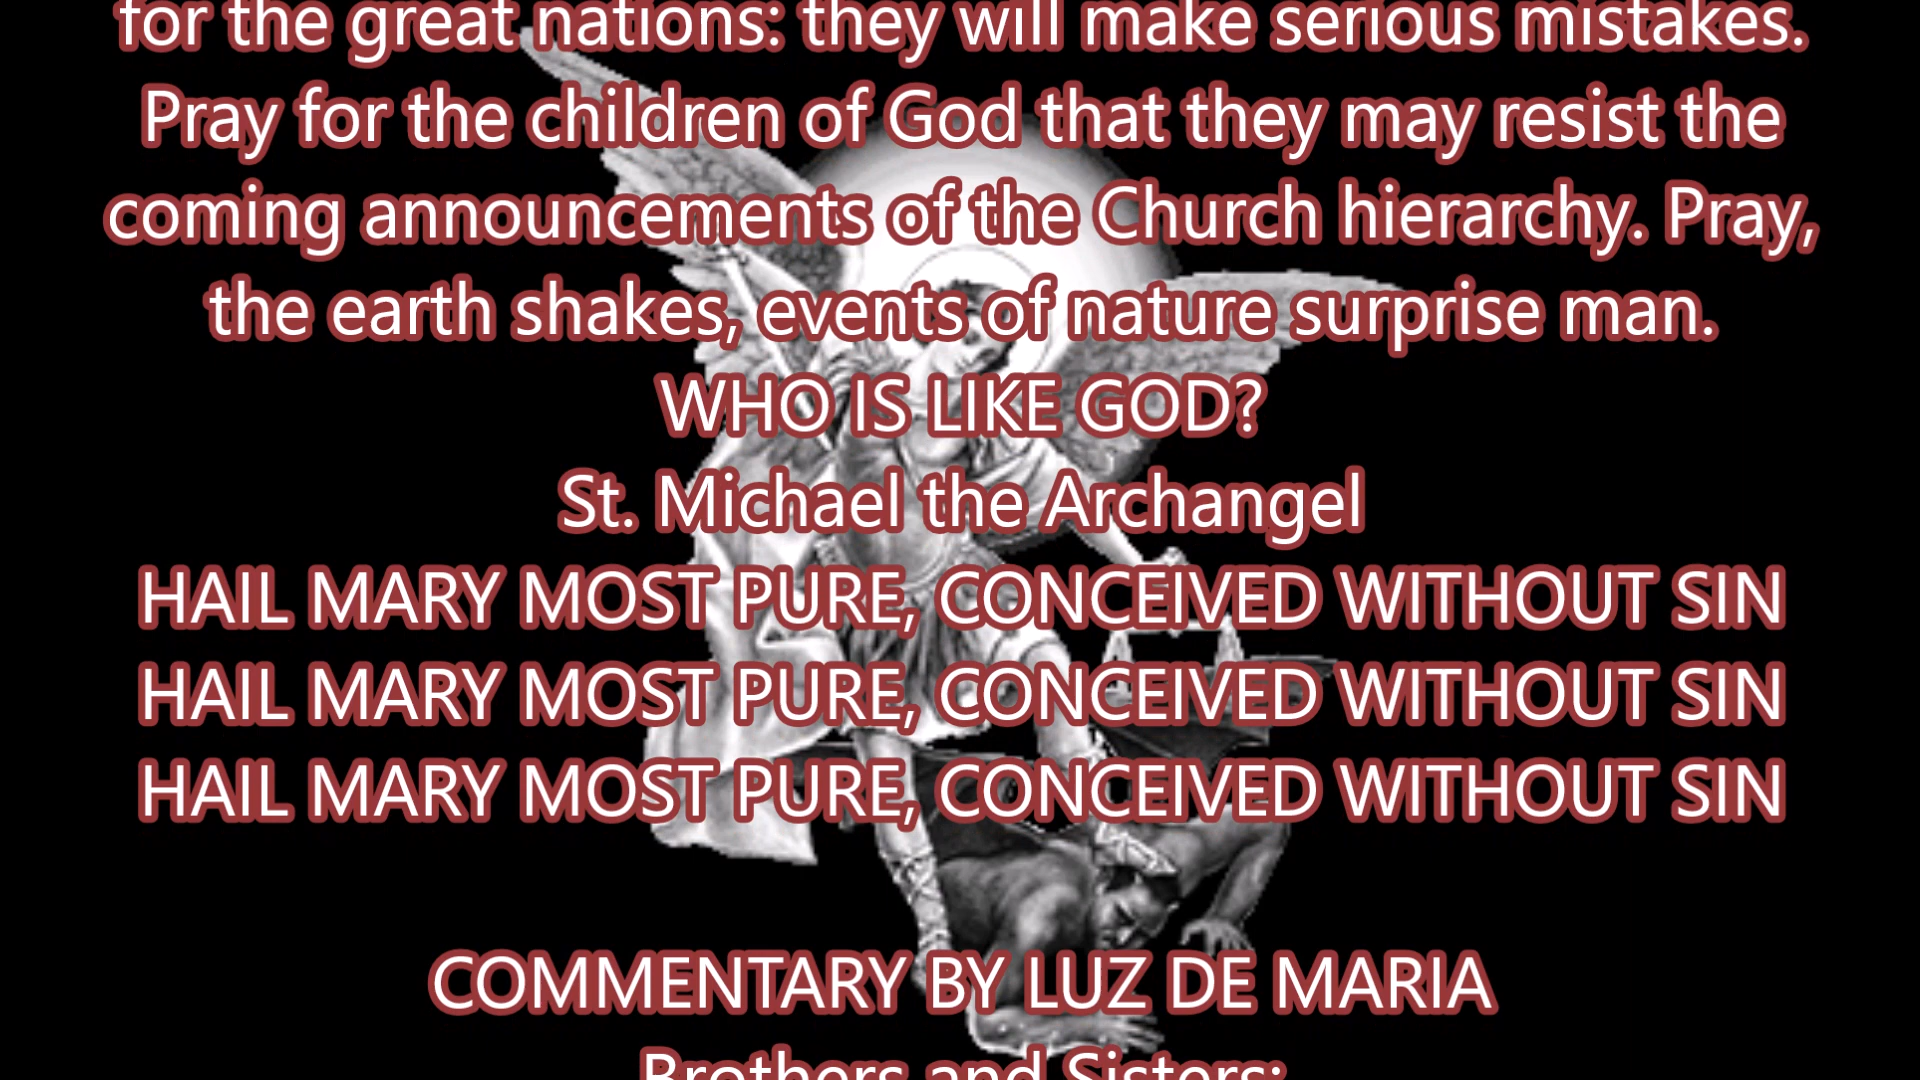 for the great nations: they will make serious mistakes.
Pray for the children of God that they may resist the
coming announcements of the Church hierarchy. Pray,
the earth shakes, events of nature surprise man.
WHO IS LIKE GOD?
St. Michael the Archangel
HAIL MARY MOST PURE, CONCEIVED WITHOUT SIN
HAIL MARY MOST PURE, CONCEIVED WITHOUT SIN
HAIL MARY MOST PURE, CONCEIVED WITHOUT SIN
COMMENTARY BY LUZ DE MARIA
Brothers and Sisters: